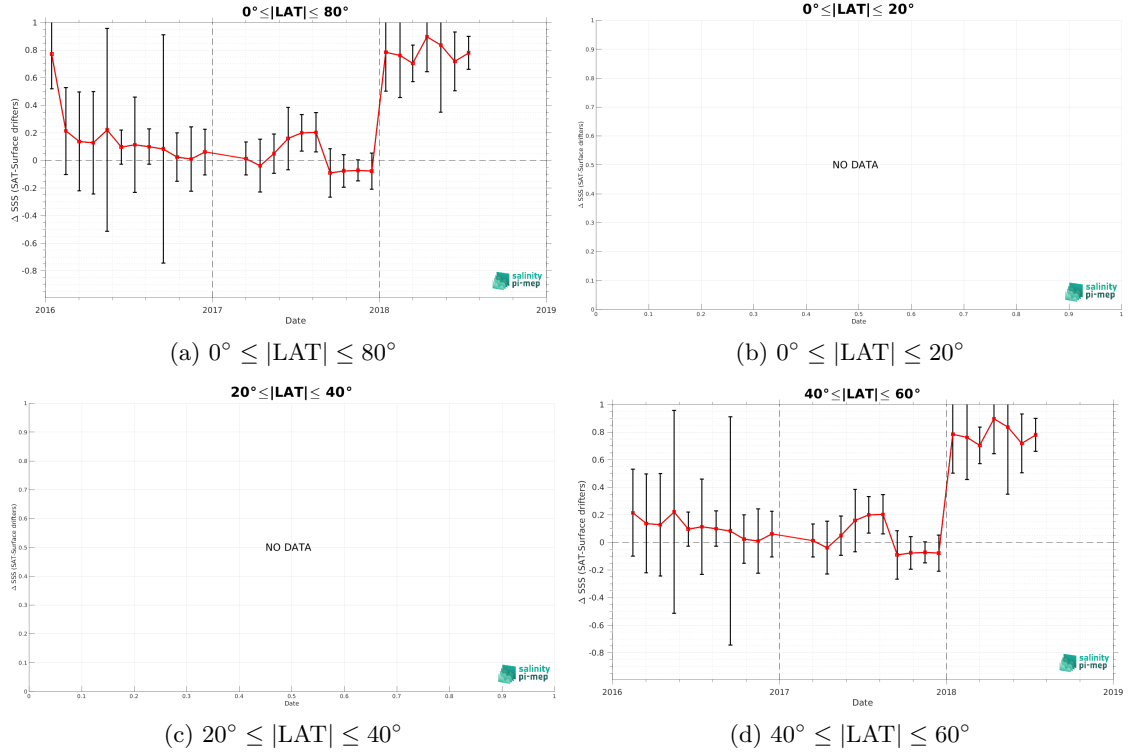 0°≤|LAT|≤ 80°
1
0.8
0.6
0.4
0.2
0
-0.2
-0.4
-0.6
-0.8
Δ SSS (SAT-Surface drifters)
2016
2017
2018
2019
Date
salinity
pi-mep
(a) 0° ≤ |LAT| ≤ 80°
0°≤|LAT|≤ 20°
1
0.9
0.8
0.7
0.6
0.5
0.4
0.3
0.2
0.1
0
Δ SSS (SAT-Surface drifters)
NO DATA
0 0.1 0.2 0.3 0.4 0.5 0.6 0.7 0.8 0.9 1
Date
salinity
pi-mep
(b) 0° ≤ |LAT| ≤ 20°
20°≤|LAT|≤ 40°
1
0.9
0.8
0.7
0.6
0.5
0.4
0.3
0.2
0.1
0
Δ SSS (SAT-Surface drifters)
NO DATA
0 0.1 0.2 0.3 0.4 0.5 0.6 0.7 0.8 0.9 1
Date
salinity
pi-mep
(c) 20° ≤ |LAT| ≤ 40°
40°≤|LAT|≤ 60°
1
0.8
0.6
0.4
0.2
0
-0.2
-0.4
-0.6
-0.8
Δ SSS (SAT-Surface drifters)
2016
2017
2018
2019
Date
salinity
pi-mep
(d) 40° ≤ |LAT| ≤ 60°